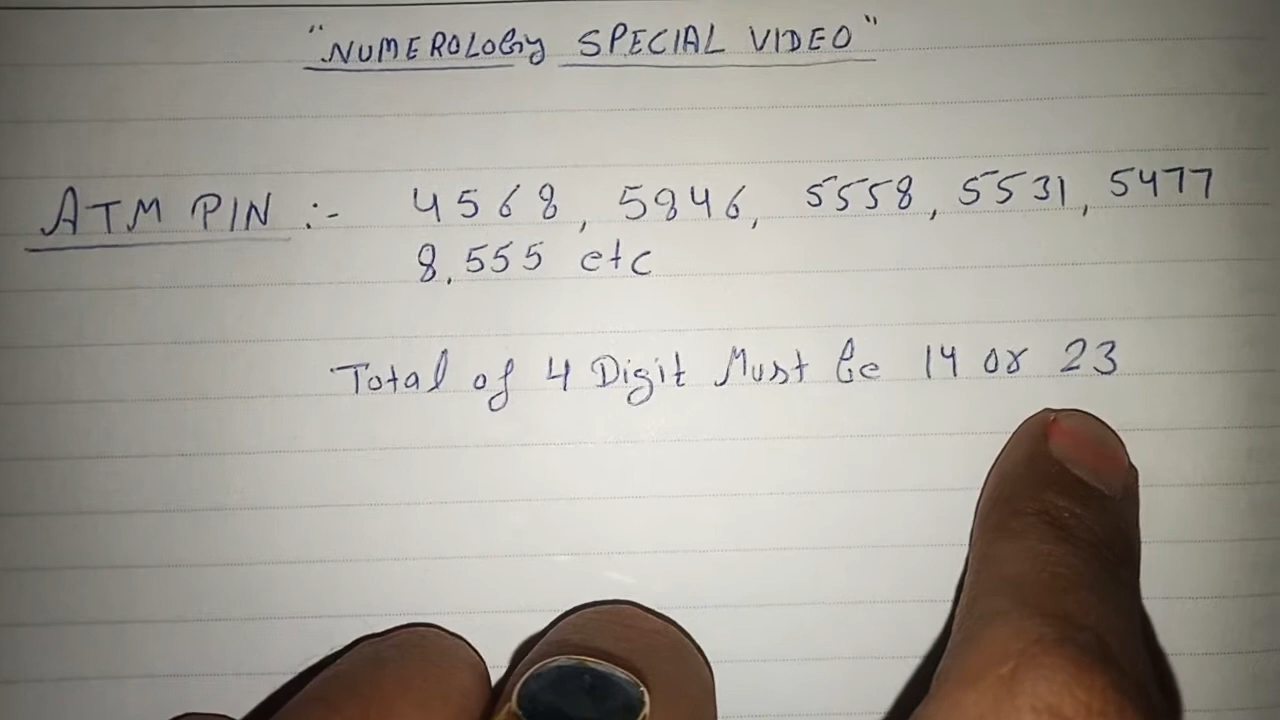 "NUMEROLOGY SPECIAL VIDEO"
ATM PIN :- 4568, 5846, 5558, 5531, 5477
8,555 etc
Total of 4 Digit Must be 14 or 23